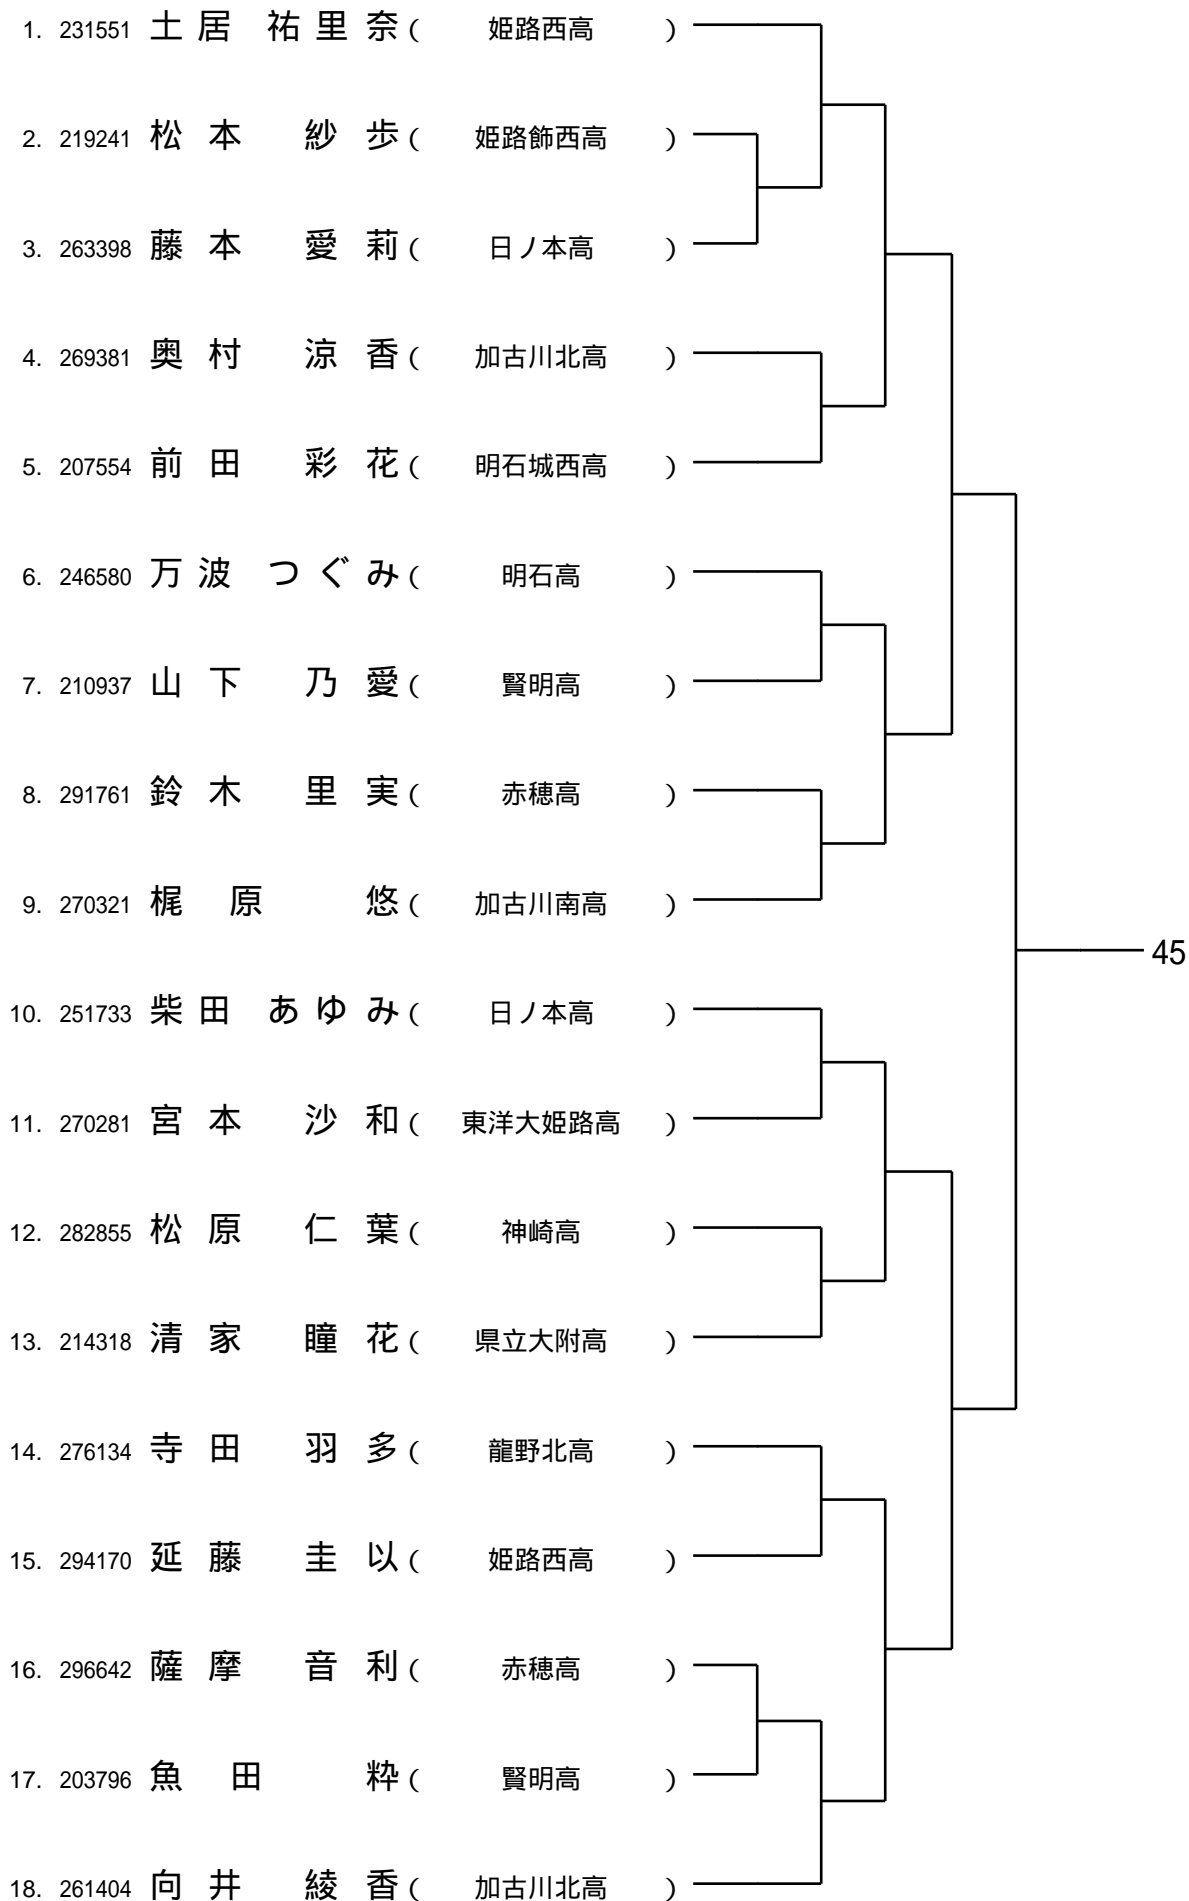 1. 231551 土居 祐里奈 ( 姫路西高 )
2. 219241 松本 紗歩 ( 姫路飾西高 )
3. 263398 藤本 愛莉 ( 日ノ本高 )
4. 269381 奥村 涼香 ( 加古川北高 )
5. 207554 前田 彩花 ( 明石城西高 )
6. 246580 万波 つぐみ ( 明石高 )
7. 210937 山下 乃愛 ( 賢明高 )
8. 291761 鈴木 里実 ( 赤穂高 )
9. 270321 梶原 悠 ( 加古川南高 )
45
10. 251733 柴田 あゆみ ( 日ノ本高 )
11. 270281 宮本 沙和 ( 東洋大姫路高 )
12. 282855 松原 仁葉 ( 神崎高 )
13. 214318 清家 瞳花 ( 県立大附高 )
14. 276134 寺田 羽多 ( 龍野北高 )
15. 294170 延藤 圭以 ( 姫路西高 )
16. 296642 薩摩 音利 ( 赤穂高 )
17. 203796 魚田 粋 ( 賢明高 )
18. 261404 向井 綾香 ( 加古川北高 )